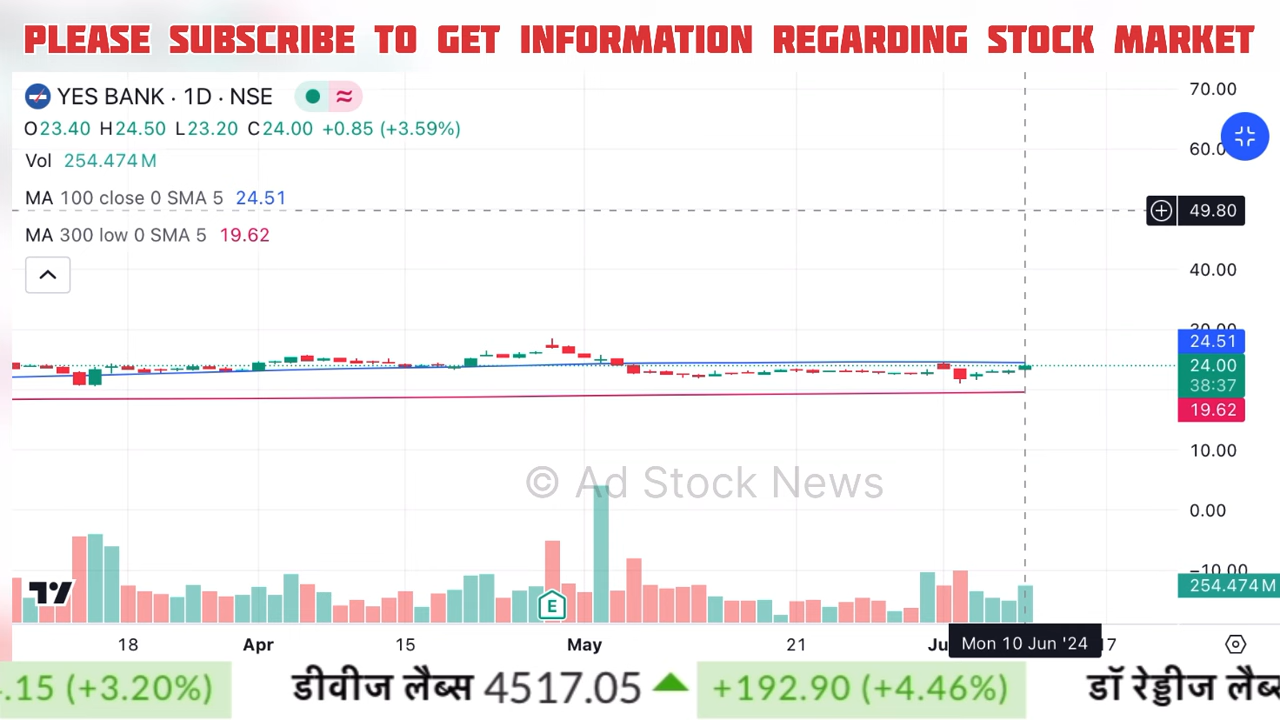 PLEASE SUBSCRIBE TO GET INFORMATION REGARDING STOCK MARKET
YES BANK · 1D · NSE
O23.40 H24.50 L23.20 C24.00 +0.85 (+3.59%)
Vol 254.474M
MA 100 close 0 SMA 5 24.51
MA 300 low 0 SMA 5 19.62
70.00
49.80
40.00
24.51
24.00
38:37
19.62
10.00
© Ad Stock News
0.00
−10.00
254.474M
E
18 Apr 15 May 21 Mon 10 Jun '24 17
.15 (+3.20%) डीवीज लैब्स 4517.05 ▲ +192.90 (+4.46%) डॉ रेड्डीज